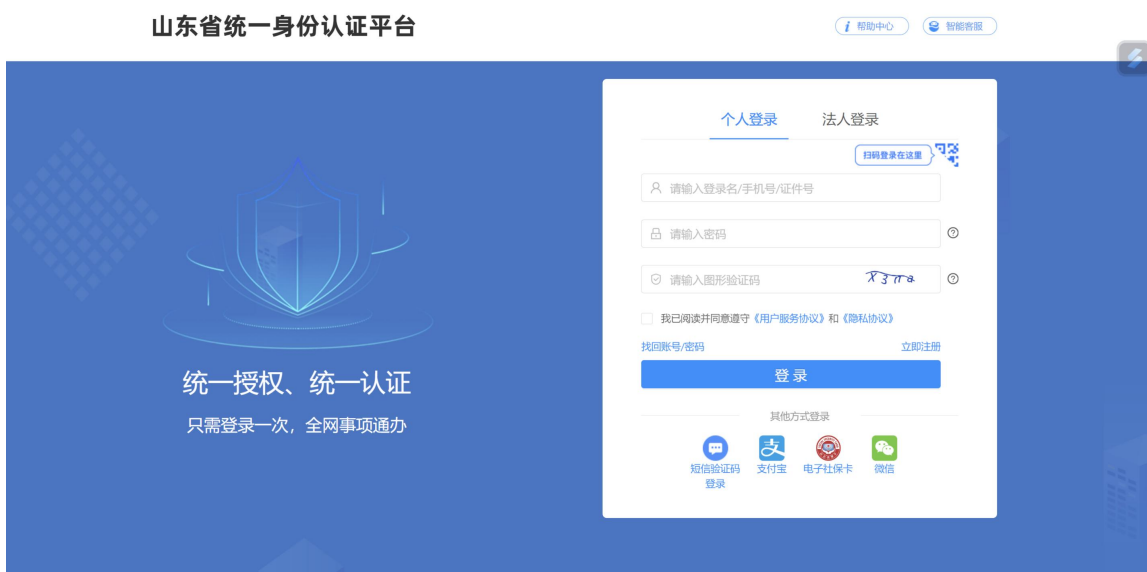 山东省统一身份认证平台
帮助中心
智能客服
个人登录 法人登录
扫码登录在这里
请输入登录名/手机号/证件号
请输入密码
请输入图形验证码
我已阅读并同意遵守《用户服务协议》和《隐私协议》
找回账号/密码 立即注册
登录
统一授权、统一认证
只需登录一次，全网事项通办
其他方式登录
短信验证码登录
支付宝
电子社保卡
微信